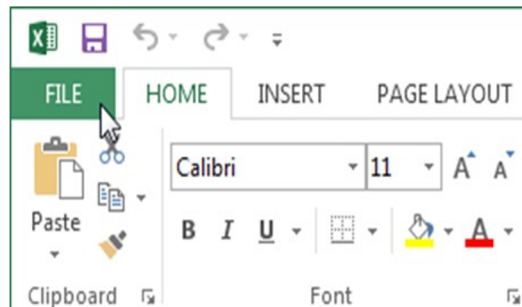 FILE HOME INSERT PAGE LAYOUT
Calibri 11 A A
Paste B I U A
Clipboard Font